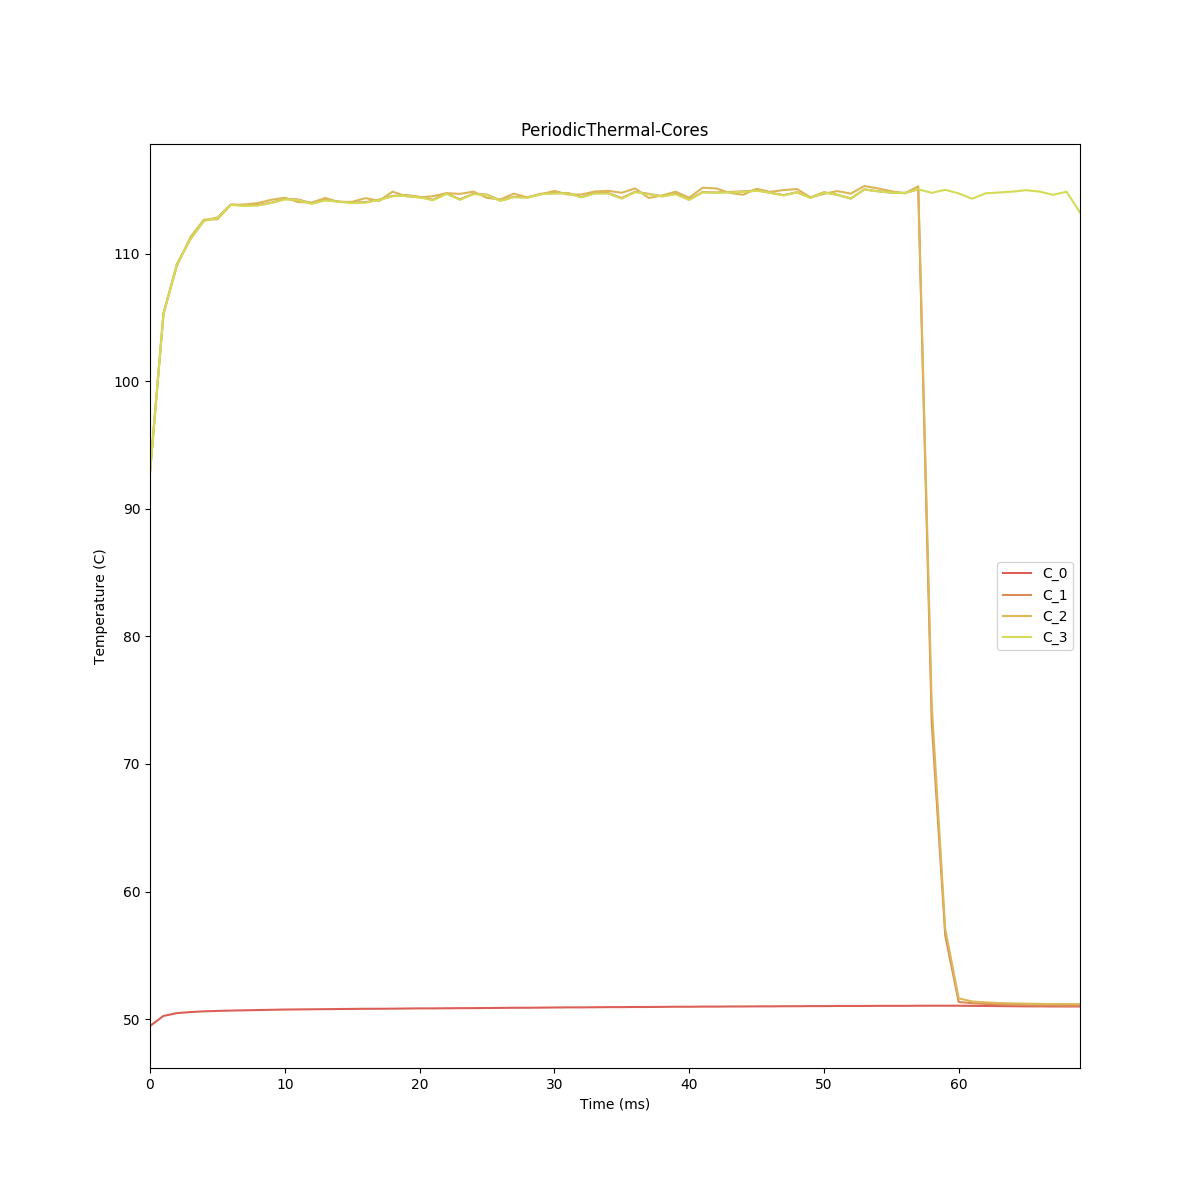 PeriodicThermal-Cores
Temperature (C)
110
100
90
80
70
60
50
C_0
C_1
C_2
C_3
0 10 20 30 40 50 60
Time (ms)